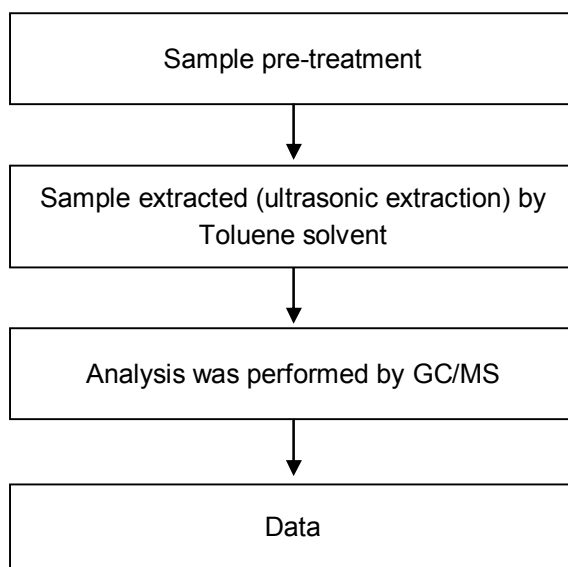 Sample pre-treatment
Sample extracted (ultrasonic extraction) by
Toluene solvent
Analysis was performed by GC/MS
Data